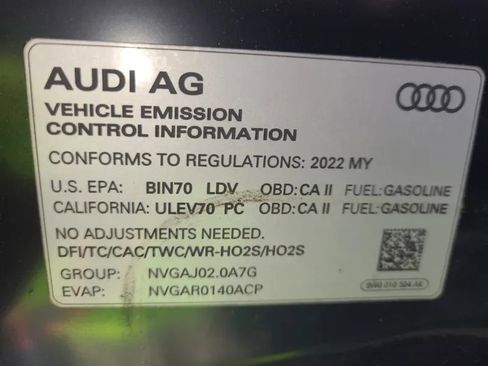 AUDI AG
VEHICLE EMISSION
CONTROL INFORMATION
CONFORMS TO REGULATIONS: 2022 MY
U.S. EPA: BIN70 LDV OBD: CA II FUEL: GASOLINE
CALIFORNIA: ULEV70 PC OBD: CA II FUEL: GASOLINE
NO ADJUSTMENTS NEEDED.
DFI/TC/CAC/TWC/WR-HO2S/HO2S
GROUP: NVGAJ02.0A7G
EVAP: NVGAR0140ACP